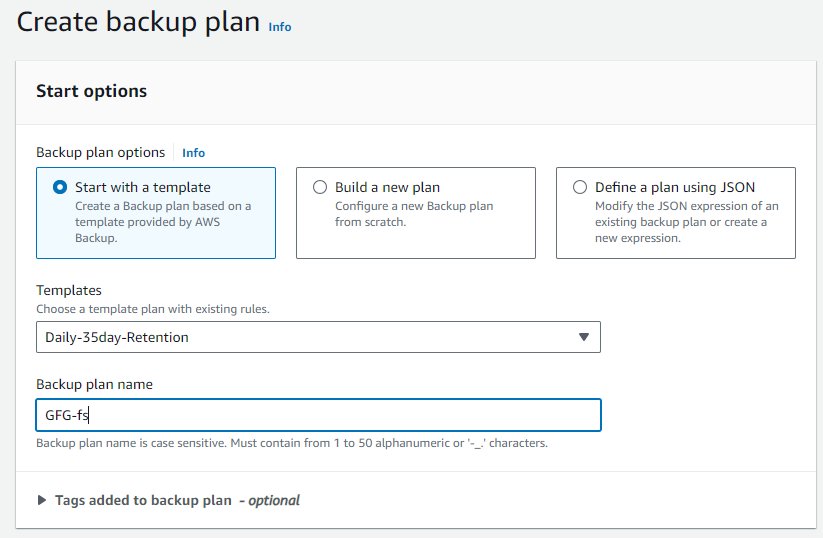 Create backup plan Info
Start options
Backup plan options Info
Start with a template
Create a Backup plan based on a
template provided by AWS
Backup.
Build a new plan
Configure a new Backup plan
from scratch.
Define a plan using JSON
Modify the JSON expression of an
existing backup plan or create a
new expression.
Templates
Choose a template plan with existing rules.
Daily-35day-Retention
Backup plan name
GFG-fs
Backup plan name is case sensitive. Must contain from 1 to 50 alphanumeric or '-_.' characters.
Tags added to backup plan - optional